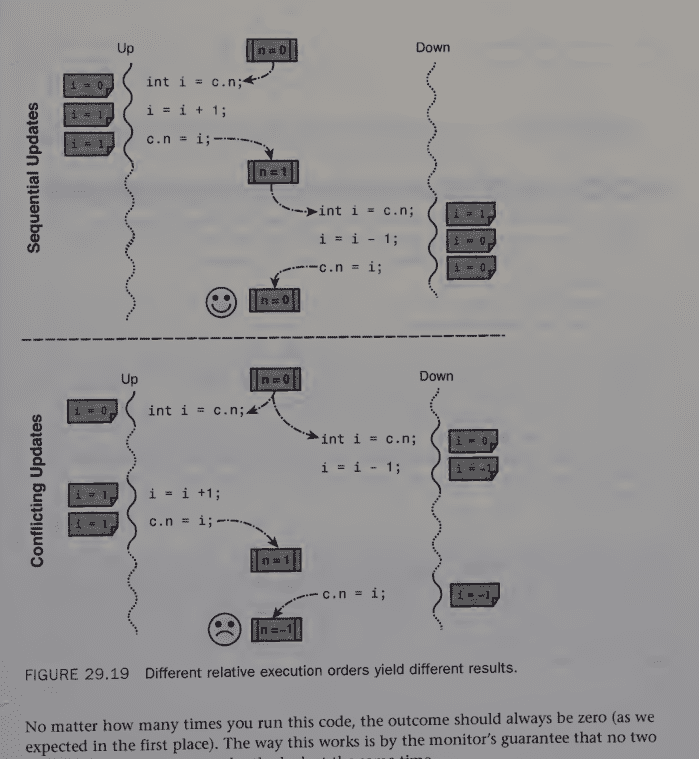 Sequential Updates
Up
n=0
Down
i = 0
int i = c.n;
i = 1
i = i + 1;
i = 1
c.n = i;
n=1
int i = c.n;
i = 1
i = i - 1;
i = 0
c.n = i;
i = 0
n=0
Conflicting Updates
Up
n=0
Down
i = 0
int i = c.n;
int i = c.n;
i = 0
i = i - 1;
i = -1
i = 1
i = i +1;
i = 1
c.n = i;
n=1
c.n = i;
i = -1
n=-1
FIGURE 29.19 Different relative execution orders yield different results.
No matter how many times you run this code, the outcome should always be zero (as we
expected in the first place). The way this works is by the monitor's guarantee that no two